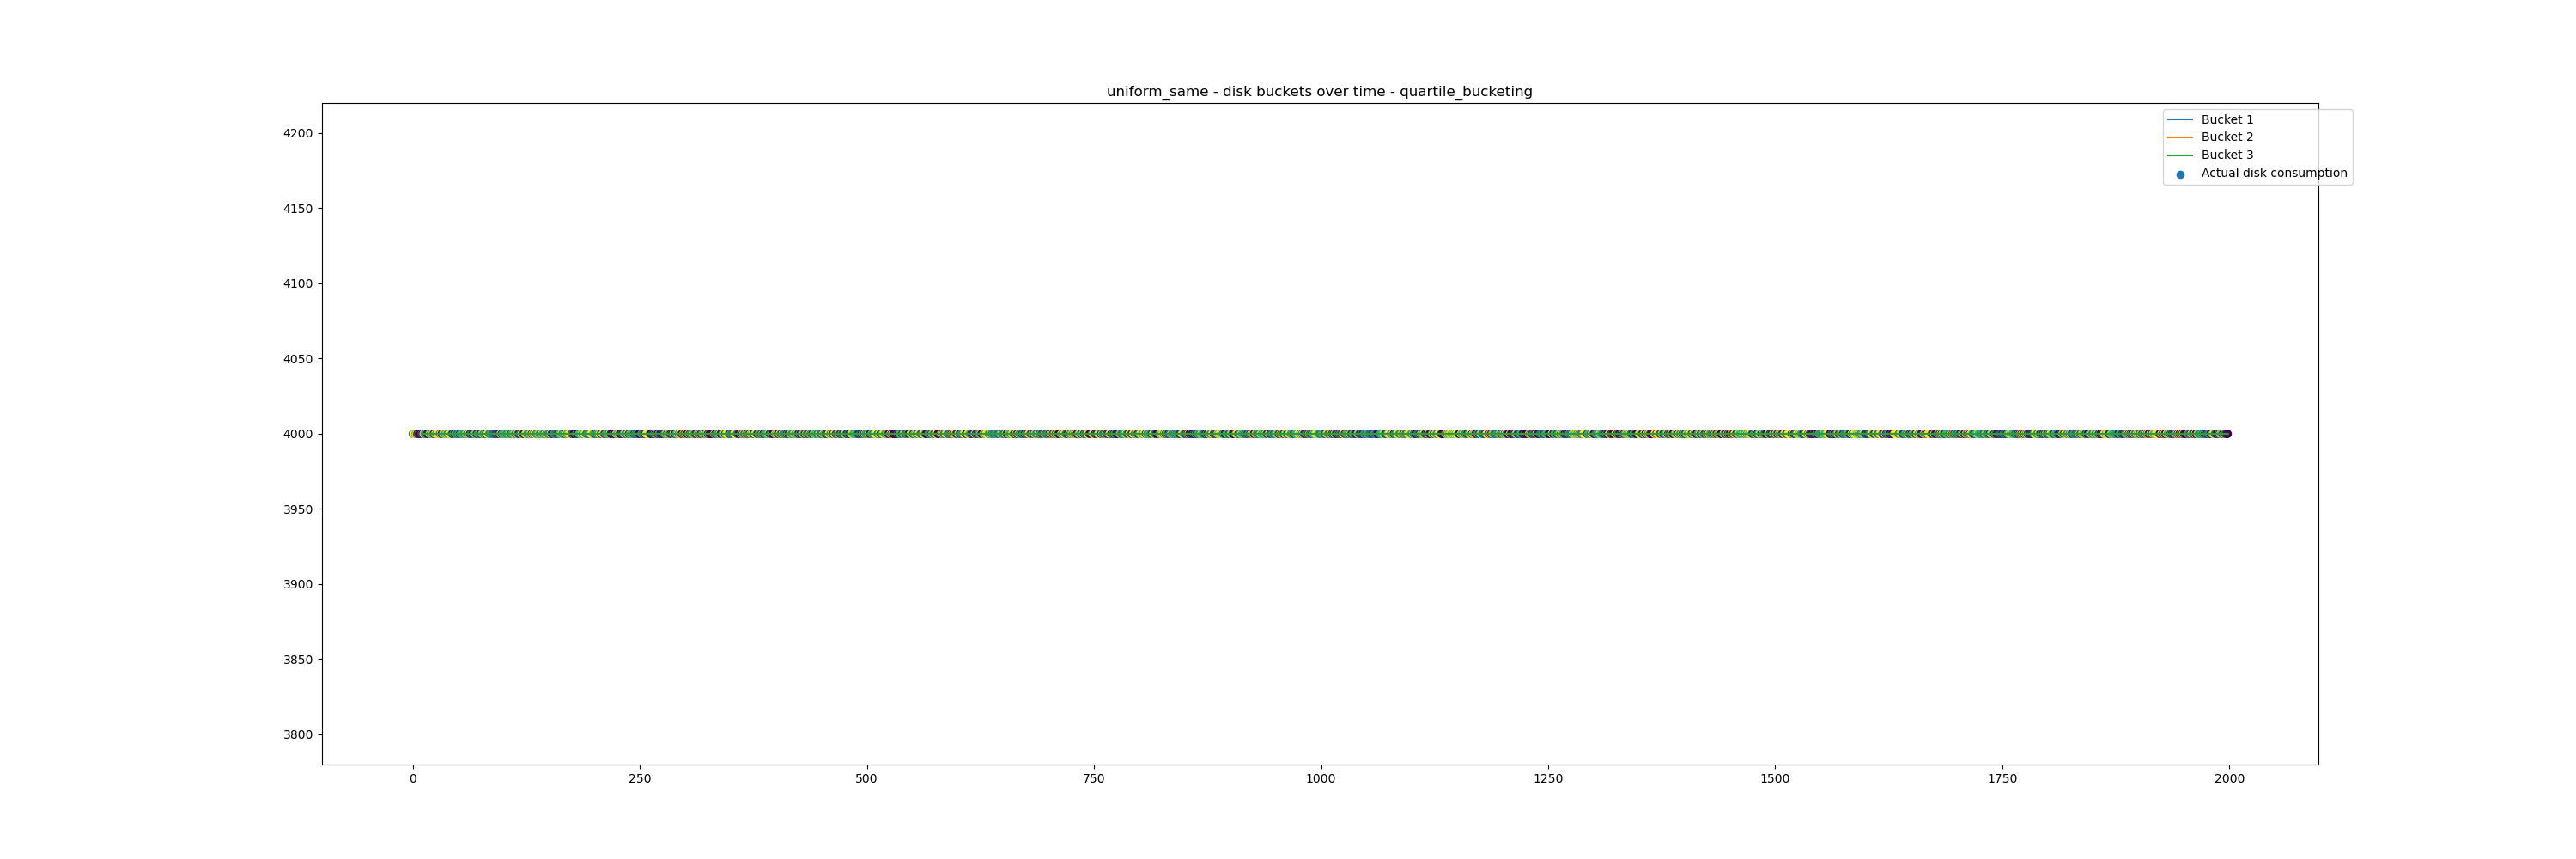 uniform_same - disk buckets over time - quartile_bucketing
Bucket 1
Bucket 2
Bucket 3
Actual disk consumption
4200
4150
4100
4050
4000
3950
3900
3850
3800
0 250 500 750 1000 1250 1500 1750 2000